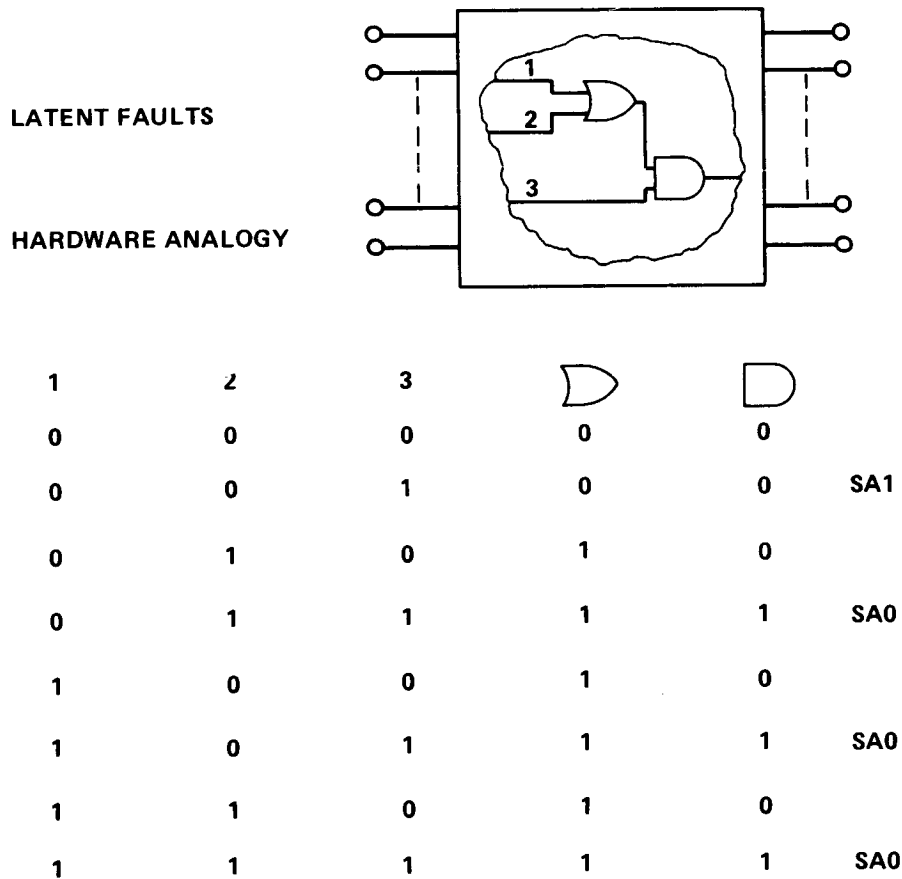 1
LATENT FAULTS
2
3
HARDWARE ANALOGY
1 2 3
0 0 0 0 0
0 0 1 0 0 SA1
0 1 0 1 0
0 1 1 1 1 SA0
1 0 0 1 0
1 0 1 1 1 SA0
1 1 0 1 0
1 1 1 1 1 SA0